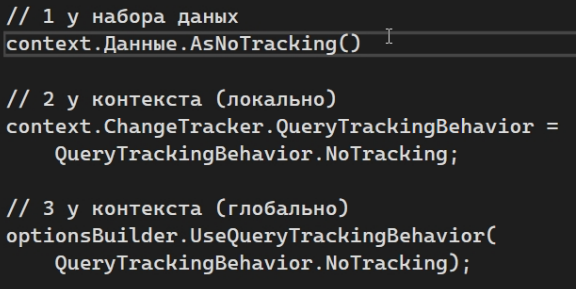 // 1 у набора даных
context.Данные.AsNoTracking()
// 2 у контекста (локально)
context.ChangeTracker.QueryTrackingBehavior =
QueryTrackingBehavior.NoTracking;
// 3 у контекста (глобально)
optionsBuilder.UseQueryTrackingBehavior(
QueryTrackingBehavior.NoTracking);